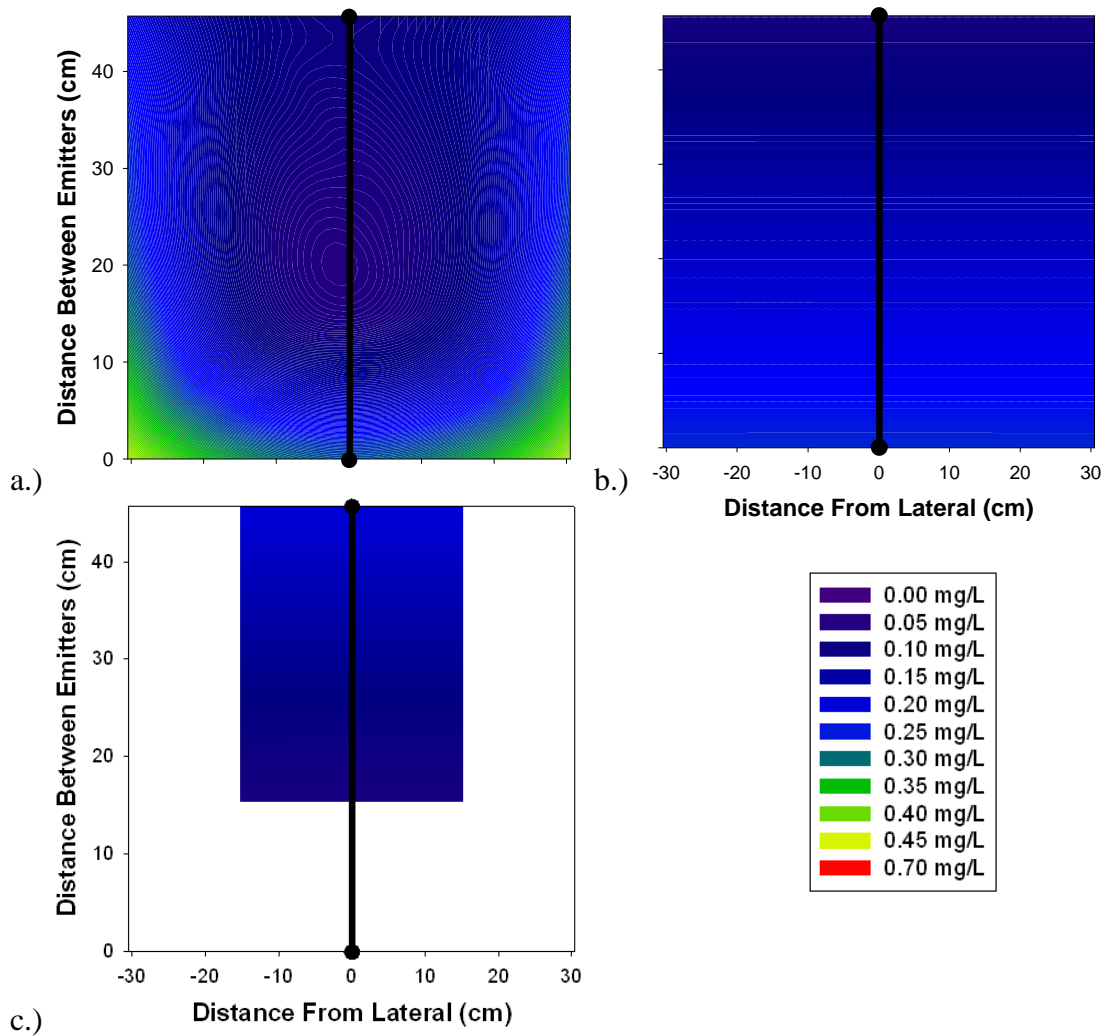 Distance Between Emitters (cm)
40
30
20
10
0
a.)
b.)
-30 -20 -10 0 10 20 30
Distance From Lateral (cm)
Distance Between Emitters (cm)
40
30
20
10
0
-30 -20 -10 0 10 20 30
Distance From Lateral (cm)
c.)
0.00 mg/L
0.05 mg/L
0.10 mg/L
0.15 mg/L
0.20 mg/L
0.25 mg/L
0.30 mg/L
0.35 mg/L
0.40 mg/L
0.45 mg/L
0.70 mg/L